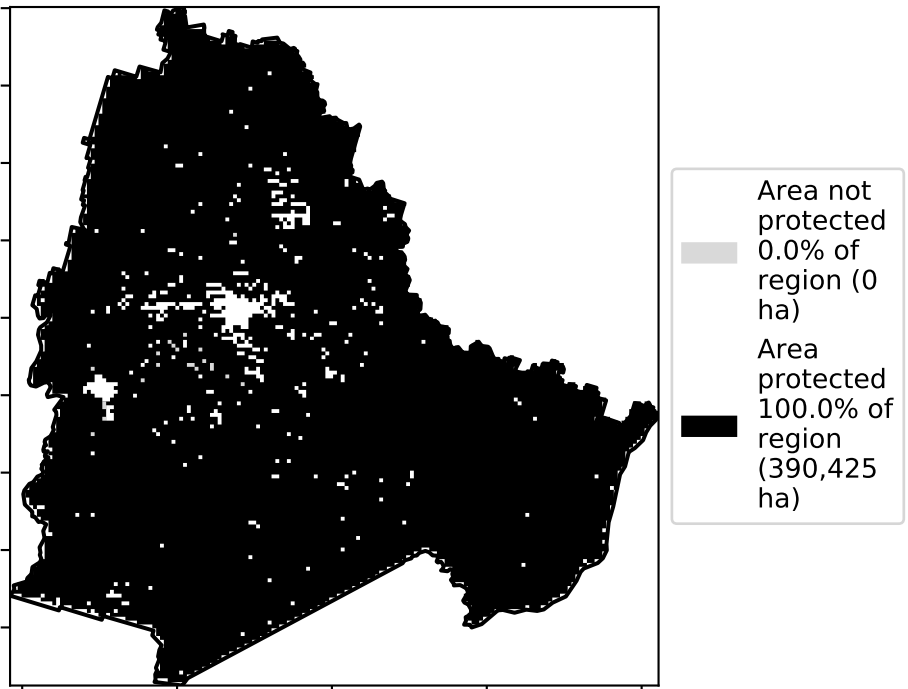 Area not
protected
0.0% of
region (0
ha)
Area
protected
100.0% of
region
(390,425
ha)